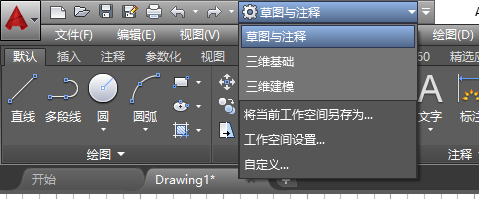 草图与注释
文件(F) 编辑(E) 视图(V) 绘图(D)
草图与注释
三维基础
三维建模
将当前工作空间另存为...
工作空间设置...
自定义...
默认 插入 注释 参数化 视图 60 精选应
直线 多段线 圆 圆弧 A 文字 标注
绘图 注释
开始 Drawing1*